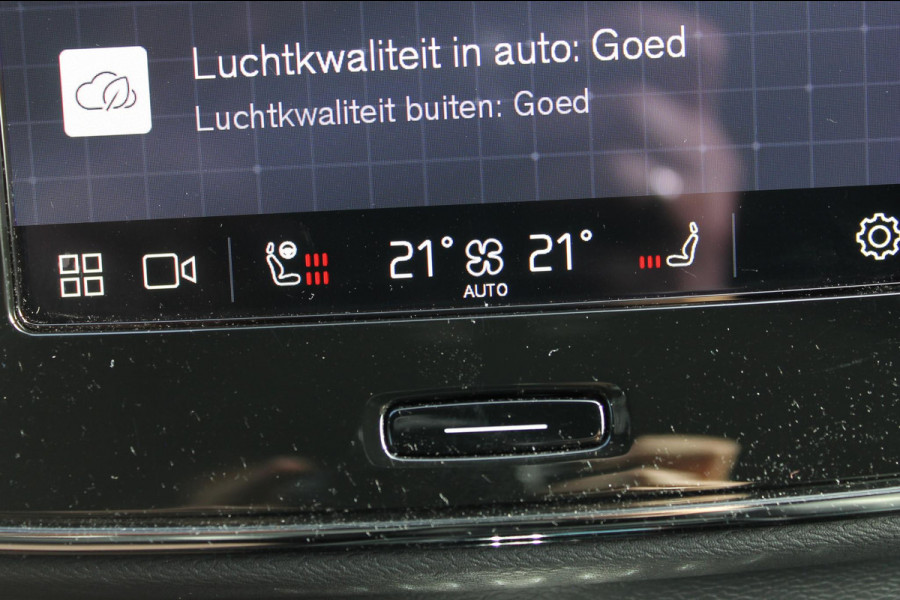 Luchtkwaliteit in auto: Goed
Luchtkwaliteit buiten: Goed
21° 21°
AUTO